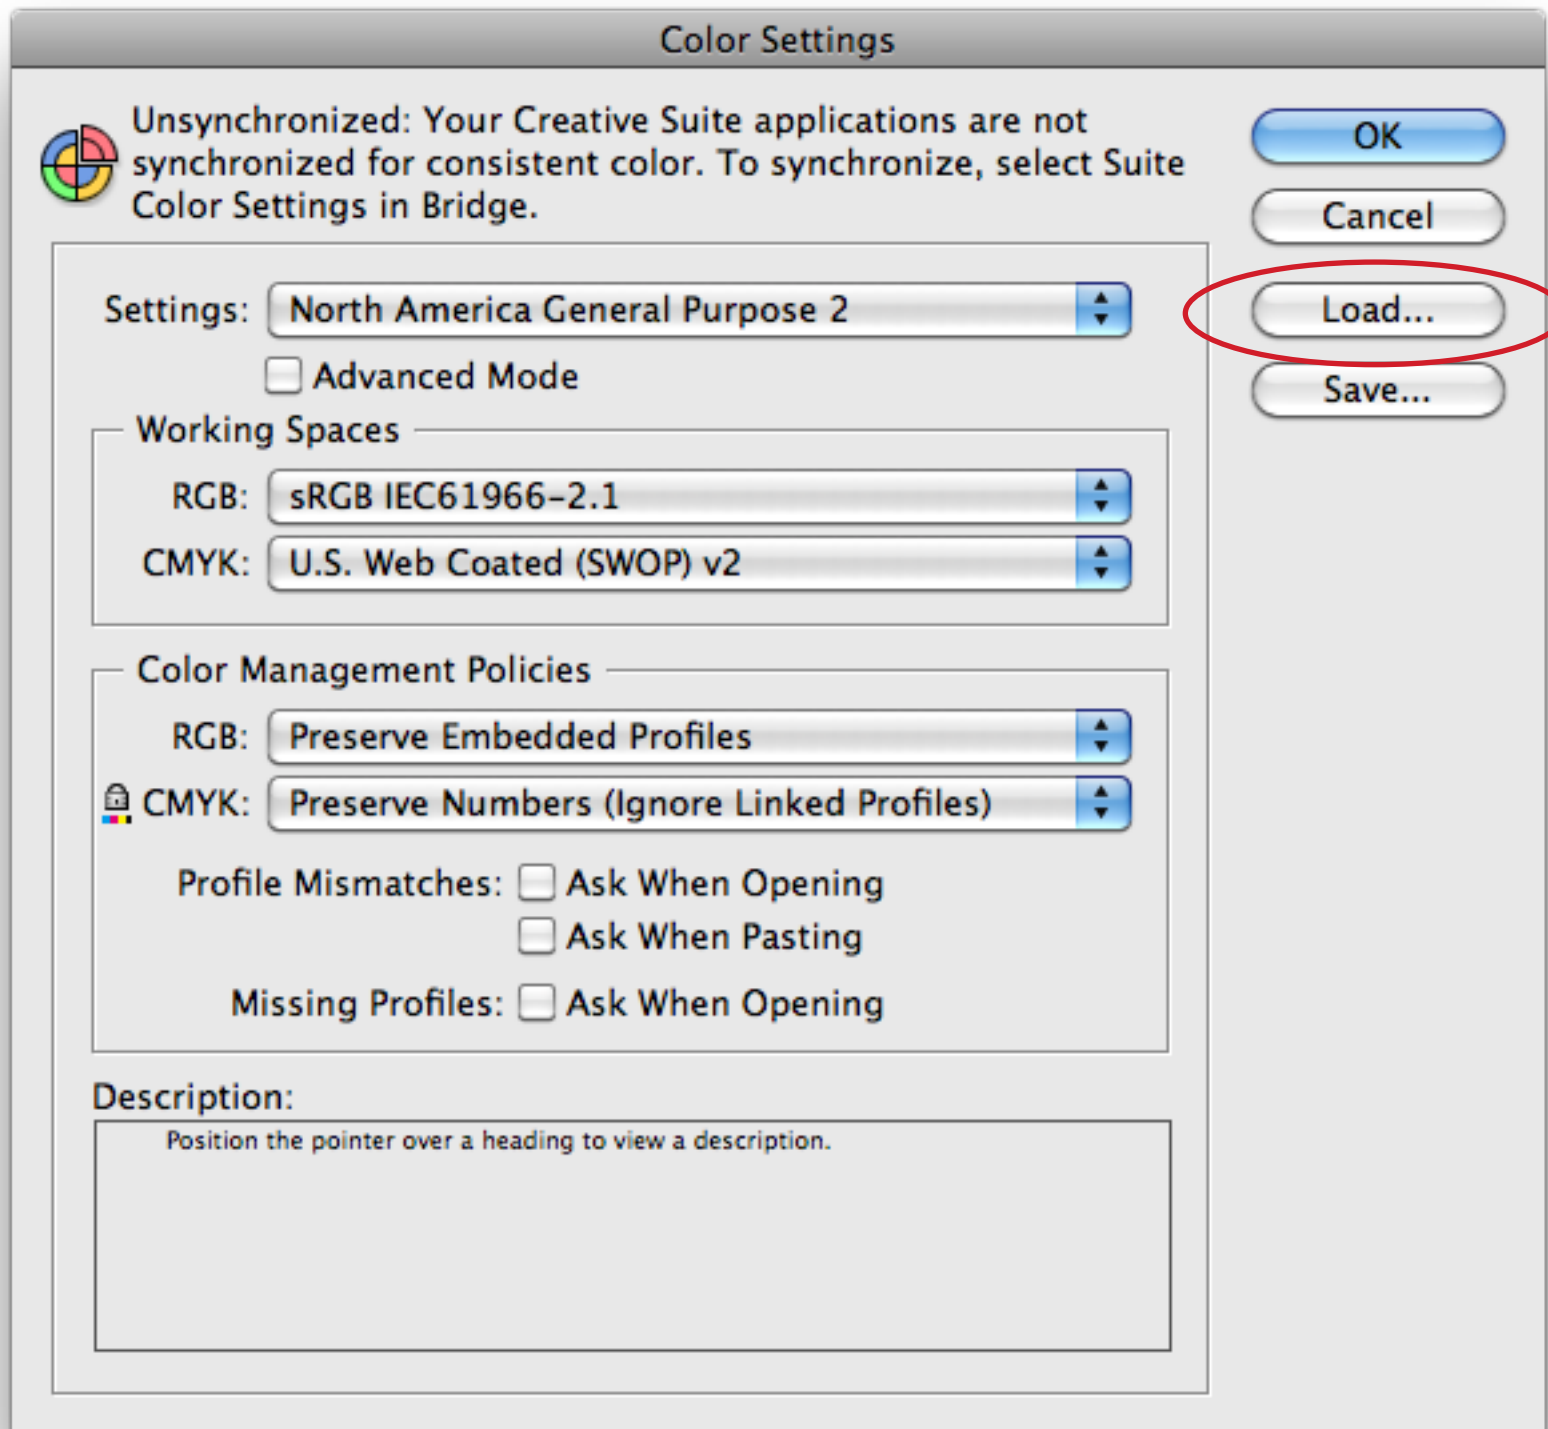 Color Settings
Unsynchronized: Your Creative Suite applications are not
synchronized for consistent color. To synchronize, select Suite
Color Settings in Bridge.
OK
Cancel
Load...
Save...
Settings: North America General Purpose 2
Advanced Mode
Working Spaces
RGB: sRGB IEC61966-2.1
CMYK: U.S. Web Coated (SWOP) v2
Color Management Policies
RGB: Preserve Embedded Profiles
CMYK: Preserve Numbers (Ignore Linked Profiles)
Profile Mismatches: Ask When Opening
Ask When Pasting
Missing Profiles: Ask When Opening
Description:
Position the pointer over a heading to view a description.